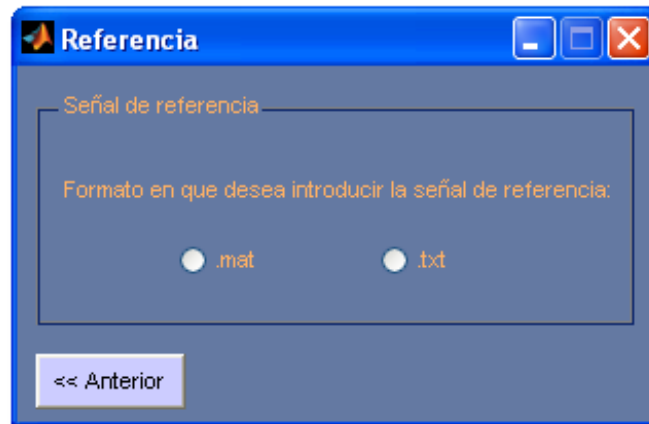 Referencia
Señal de referencia
Formato en que desea introducir la señal de referencia:
.mat .txt
<< Anterior